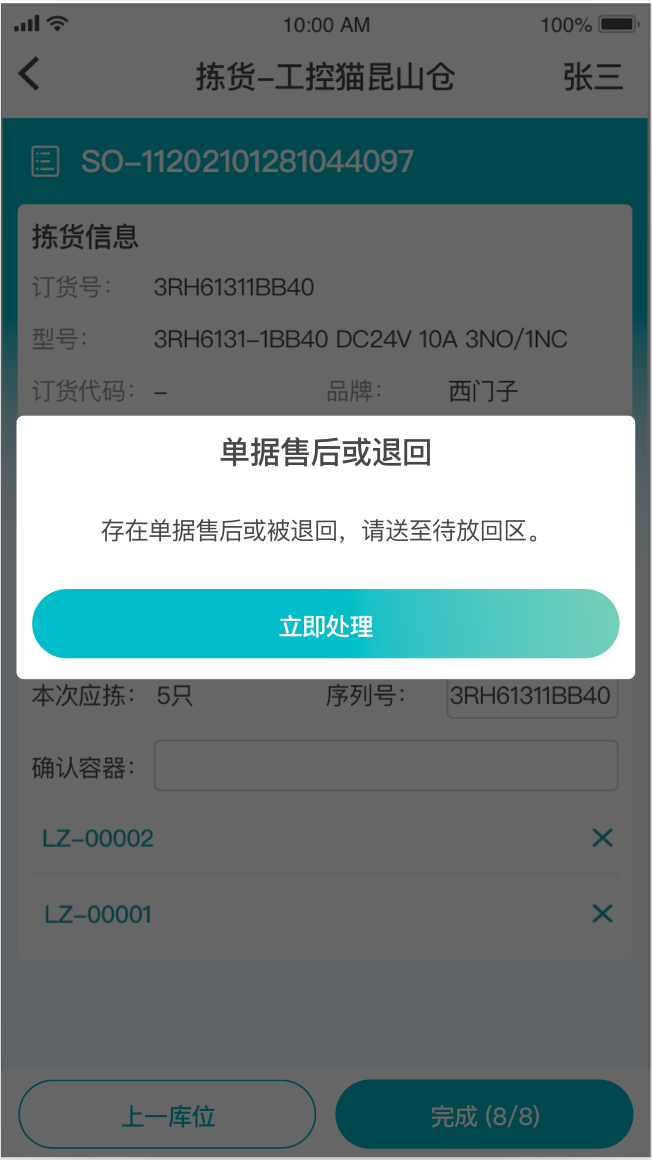 10:00 AM 100%
拣货-工控猫昆山仓 张三
SO-11202101281044097
拣货信息
订货号: 3RH61311BB40
型号: 3RH6131-1BB40 DC24V 10A 3NO/1NC
订货代码: - 品牌: 西门子
单据售后或退回
存在单据售后或被退回，请送至待放回区。
立即处理
本次应拣: 5只 序列号: 3RH61311BB40
确认容器:
LZ-00002
LZ-00001
上一库位 完成 (8/8)